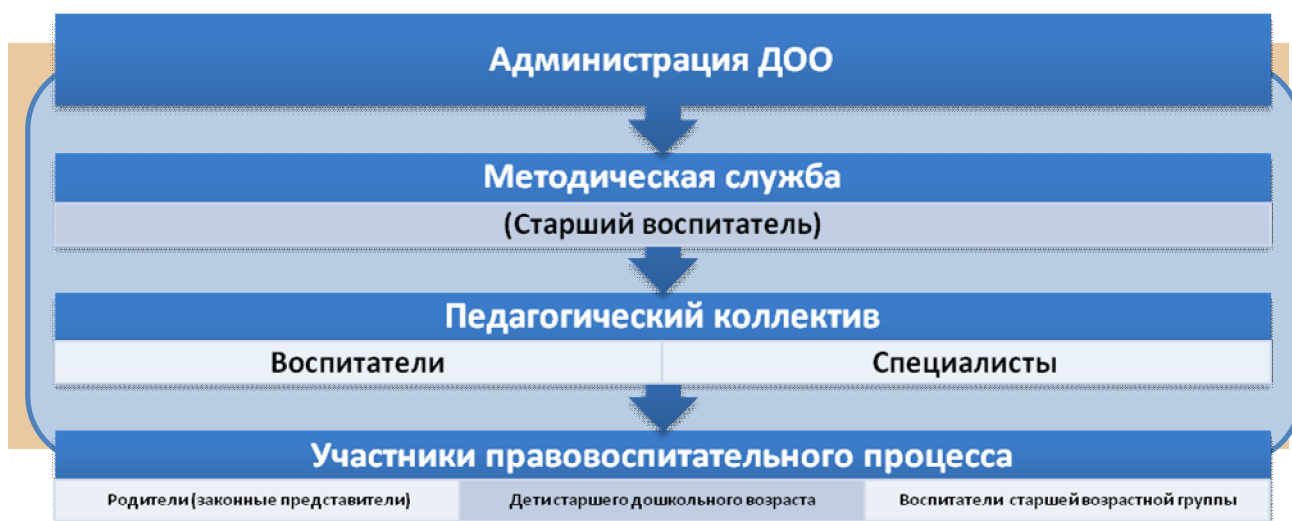 Администрация ДОО
Методическая служба
(Старший воспитатель)
Педагогический коллектив
Воспитатели
Специалисты
Участники правовоспитательного процесса
Родители (законные представители)
Дети старшего дошкольного возраста
Воспитатели старшей возрастной группы